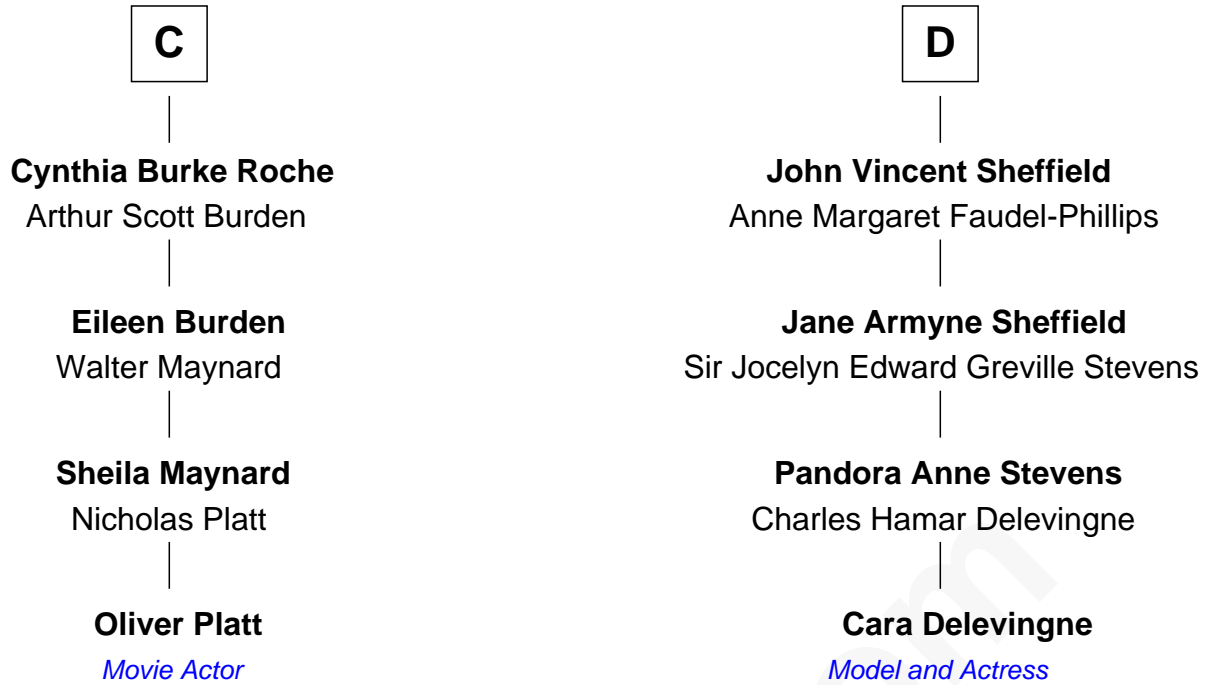 C
Cynthia Burke Roche
Arthur Scott Burden
Eileen Burden
Walter Maynard
Sheila Maynard
Nicholas Platt
Oliver Platt
Movie Actor
D
John Vincent Sheffield
Anne Margaret Faudel-Phillips
Jane Armyne Sheffield
Sir Jocelyn Edward Greville Stevens
Pandora Anne Stevens
Charles Hamar Delevingne
Cara Delevingne
Model and Actress